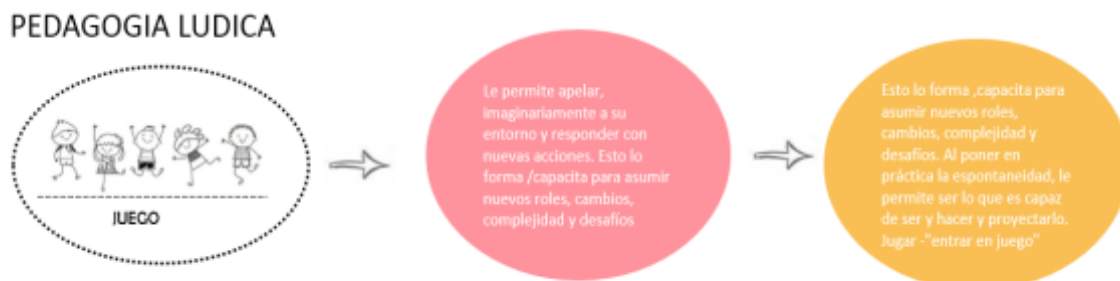 PEDAGOGIA LUDICA
JUEGO
Le permite apelar,
imaginariamente a su
entorno y responder con
nuevas acciones. Esto lo
forma /capacita para asumir
nuevos roles, cambios,
complejidad y desafíos
Esto lo forma ,capacita para
asumir nuevos roles,
cambios, complejidad y
desafíos. Al poner en
práctica la espontaneidad, le
permite ser lo que es capaz
de ser y hacer y proyectarlo.
Jugar -"entrar en juego"